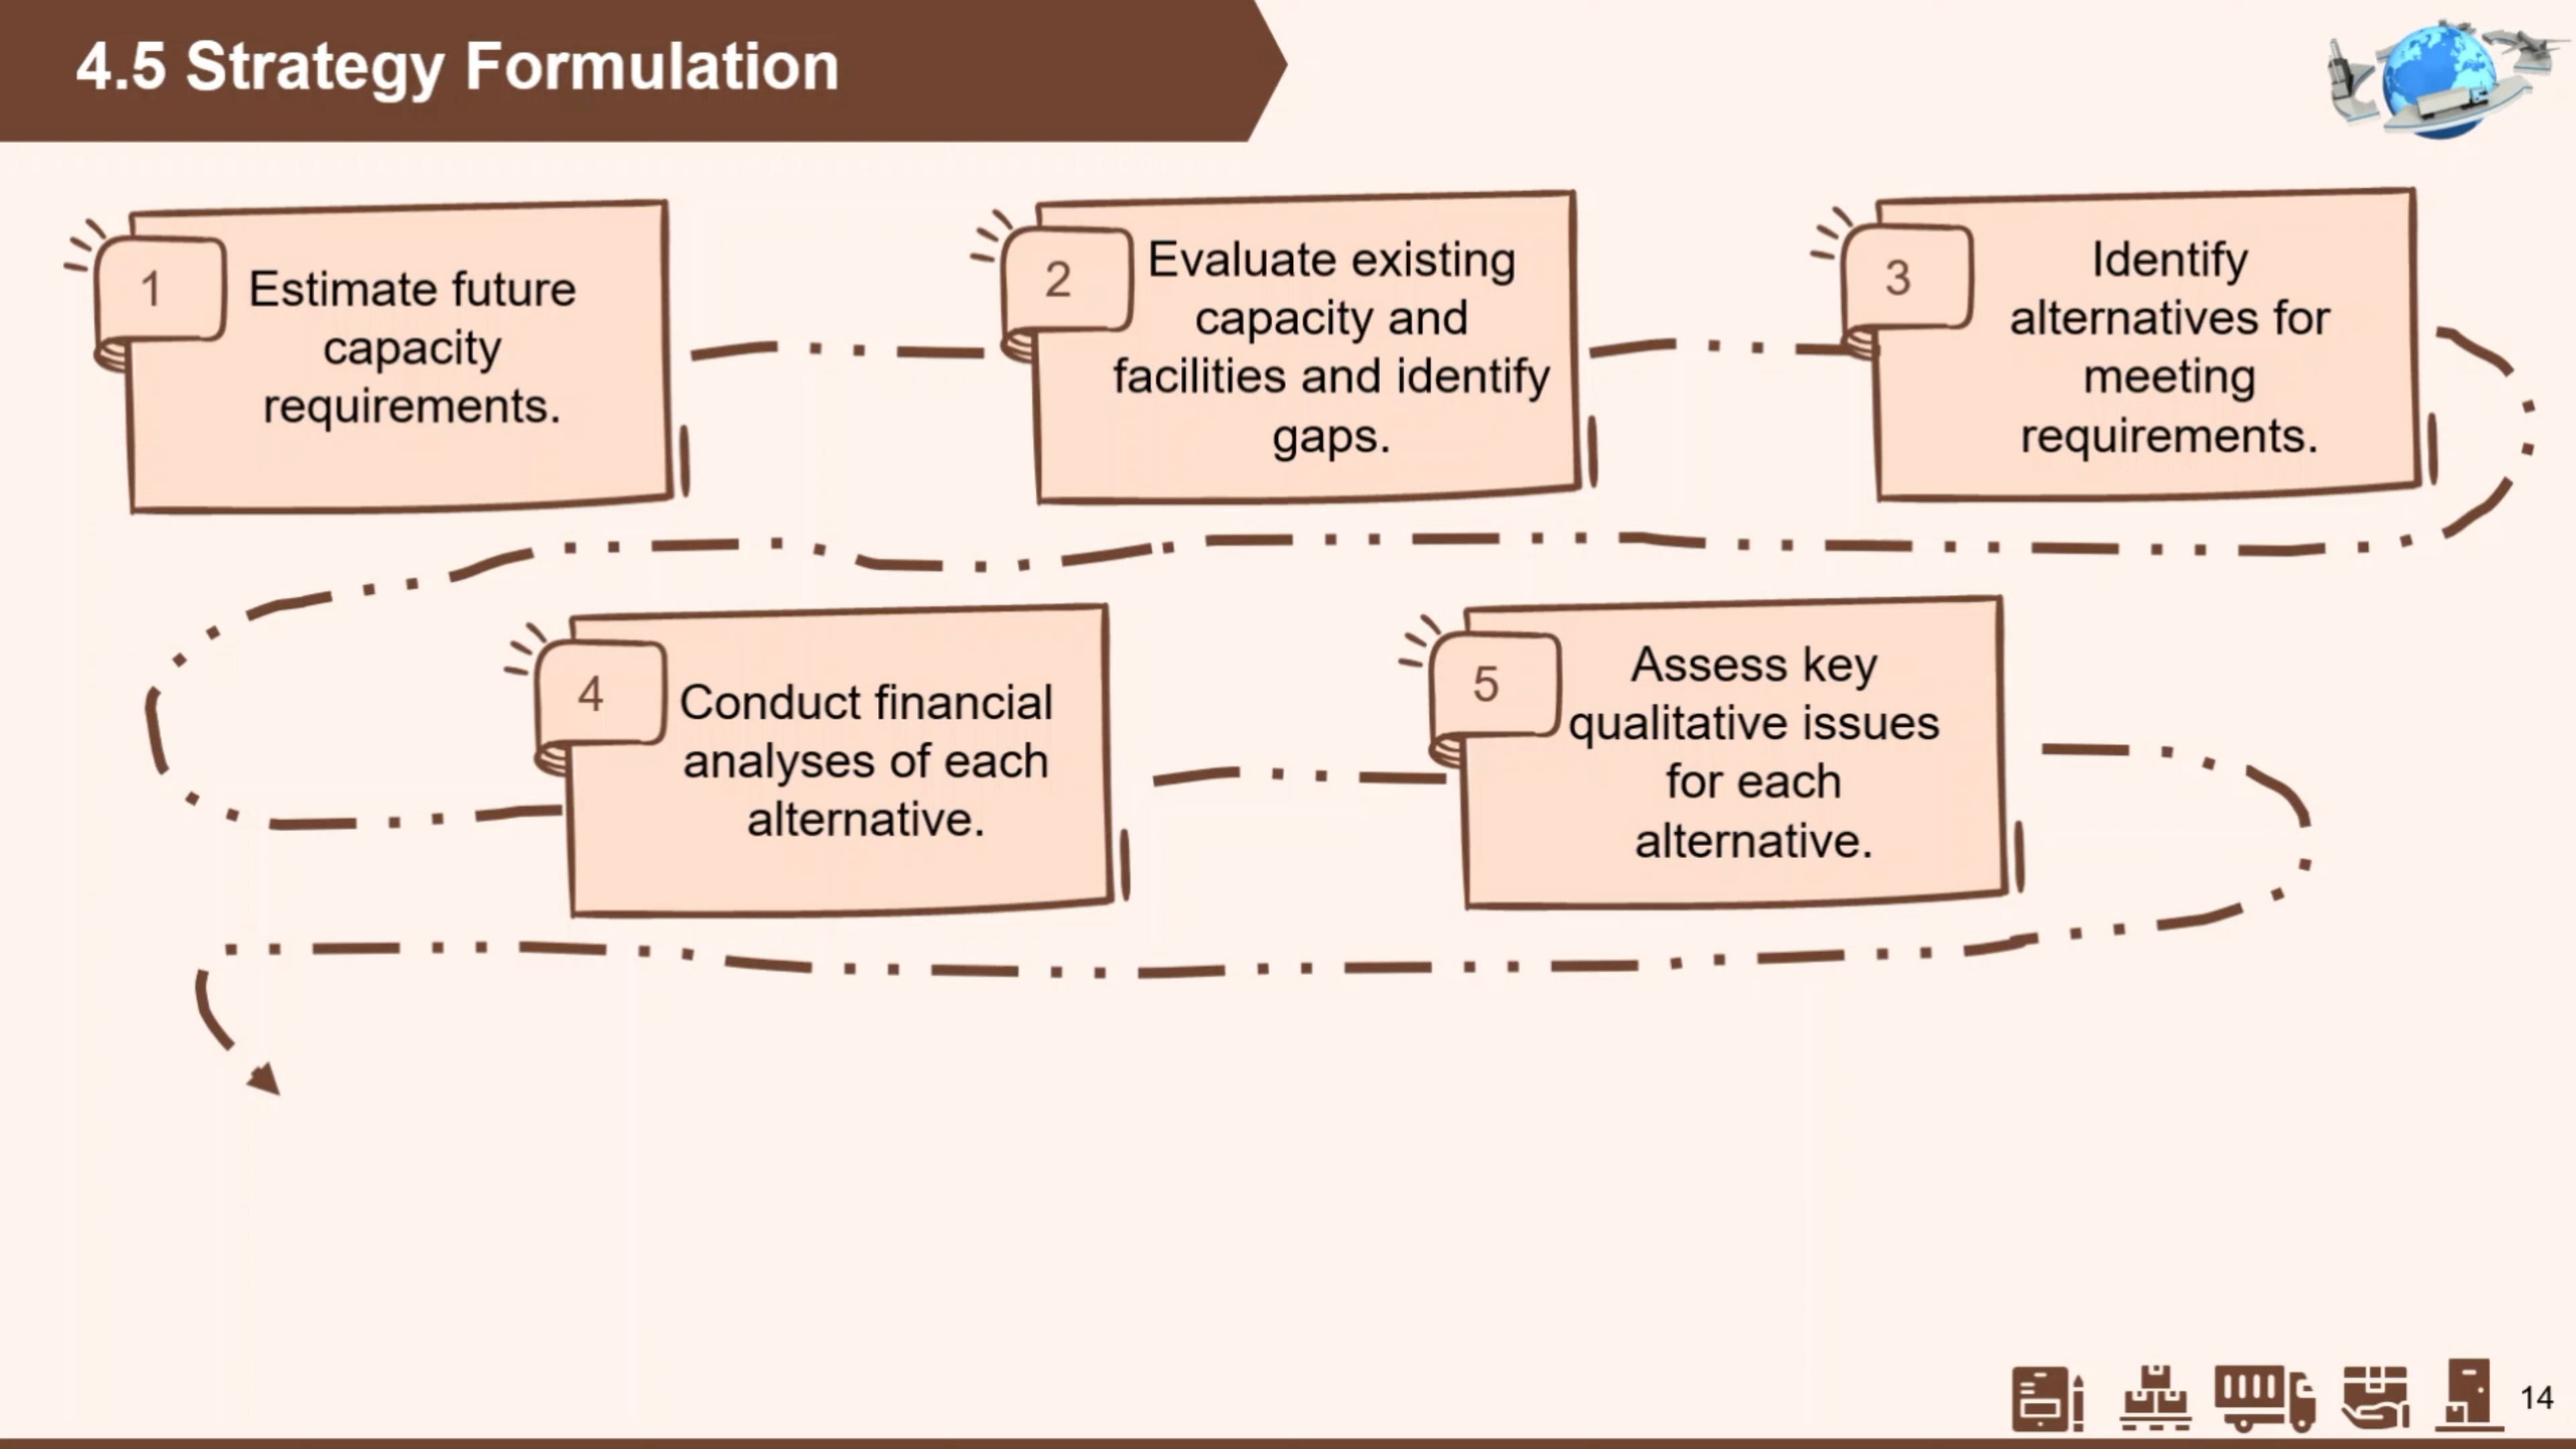 4.5 Strategy Formulation
1
Estimate future
capacity
requirements.
2
Evaluate existing
capacity and
facilities and identify
gaps.
3
Identify
alternatives for
meeting
requirements.
4
Conduct financial
analyses of each
alternative.
5
Assess key
qualitative issues
for each
alternative.
14